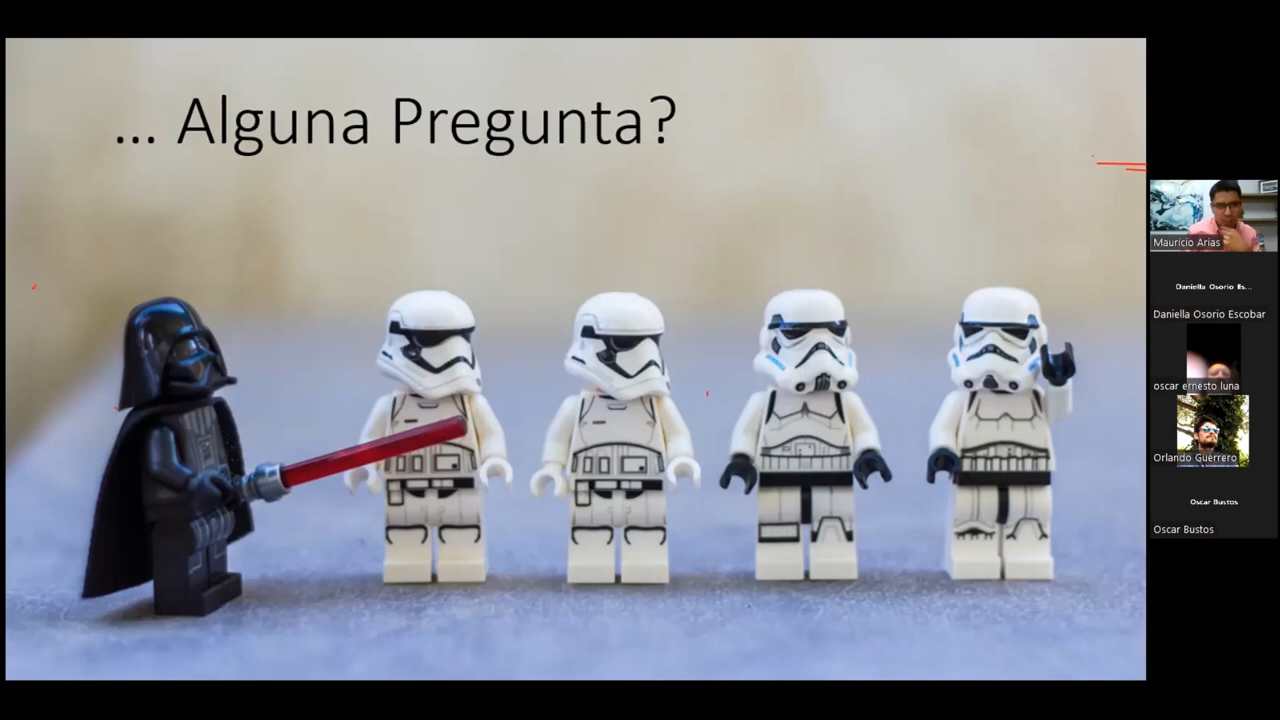 ... Alguna Pregunta?
Mauricio Arias
Daniella Osorio Es...
Daniella Osorio Escobar
oscar ernesto luna
Orlando Guerrero
Oscar Bustos
Oscar Bustos